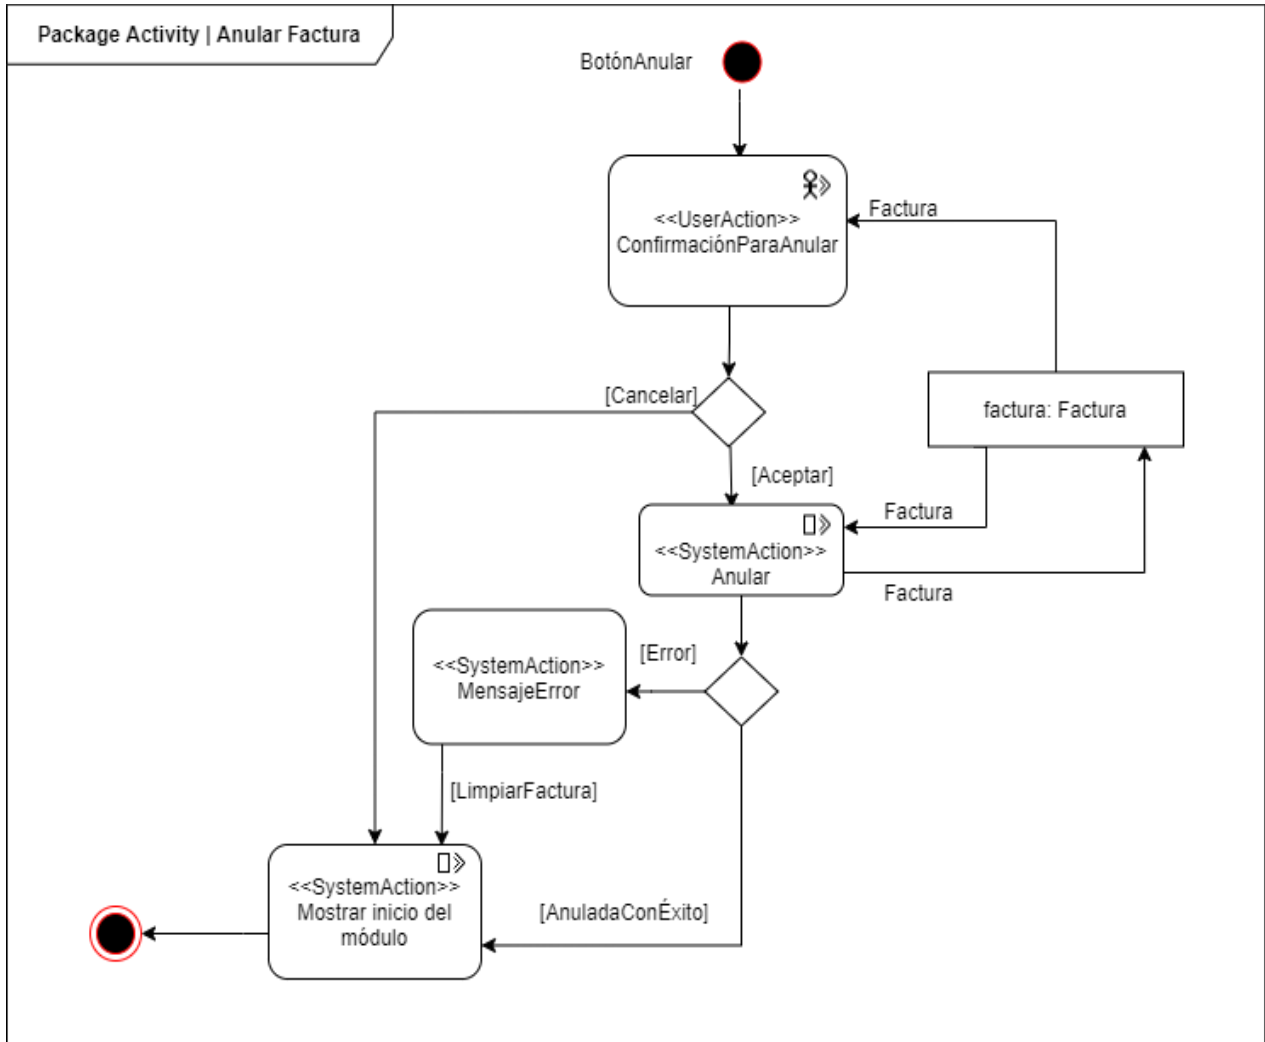 Package Activity | Anular Factura
BotónAnular
<<UserAction>>
ConfirmaciónParaAnular
Factura
[Cancelar]
factura: Factura
[Aceptar]
Factura
<<SystemAction>>
Anular
Factura
[Error]
<<SystemAction>>
MensajeError
[LimpiarFactura]
<<SystemAction>>
Mostrar inicio del
módulo
[AnuladaConÉxito]